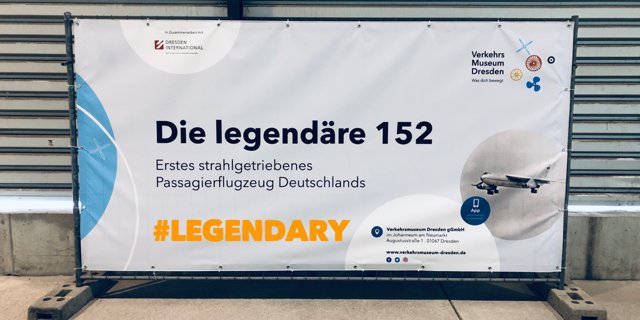 in Zusammenarbeit mit
DRESDEN
INTERNATIONAL
Verkehrs
Museum
Dresden
Was dich bewegt
Die legendäre 152
Erstes strahlgetriebenes
Passagierflugzeug Deutschlands
#LEGENDARY
App
Verkehrsmuseum Dresden gGmbH
im Johanneum am Neumarkt
Augustusstraße 1 . 01067 Dresden
www.verkehrsmuseum-dresden.de